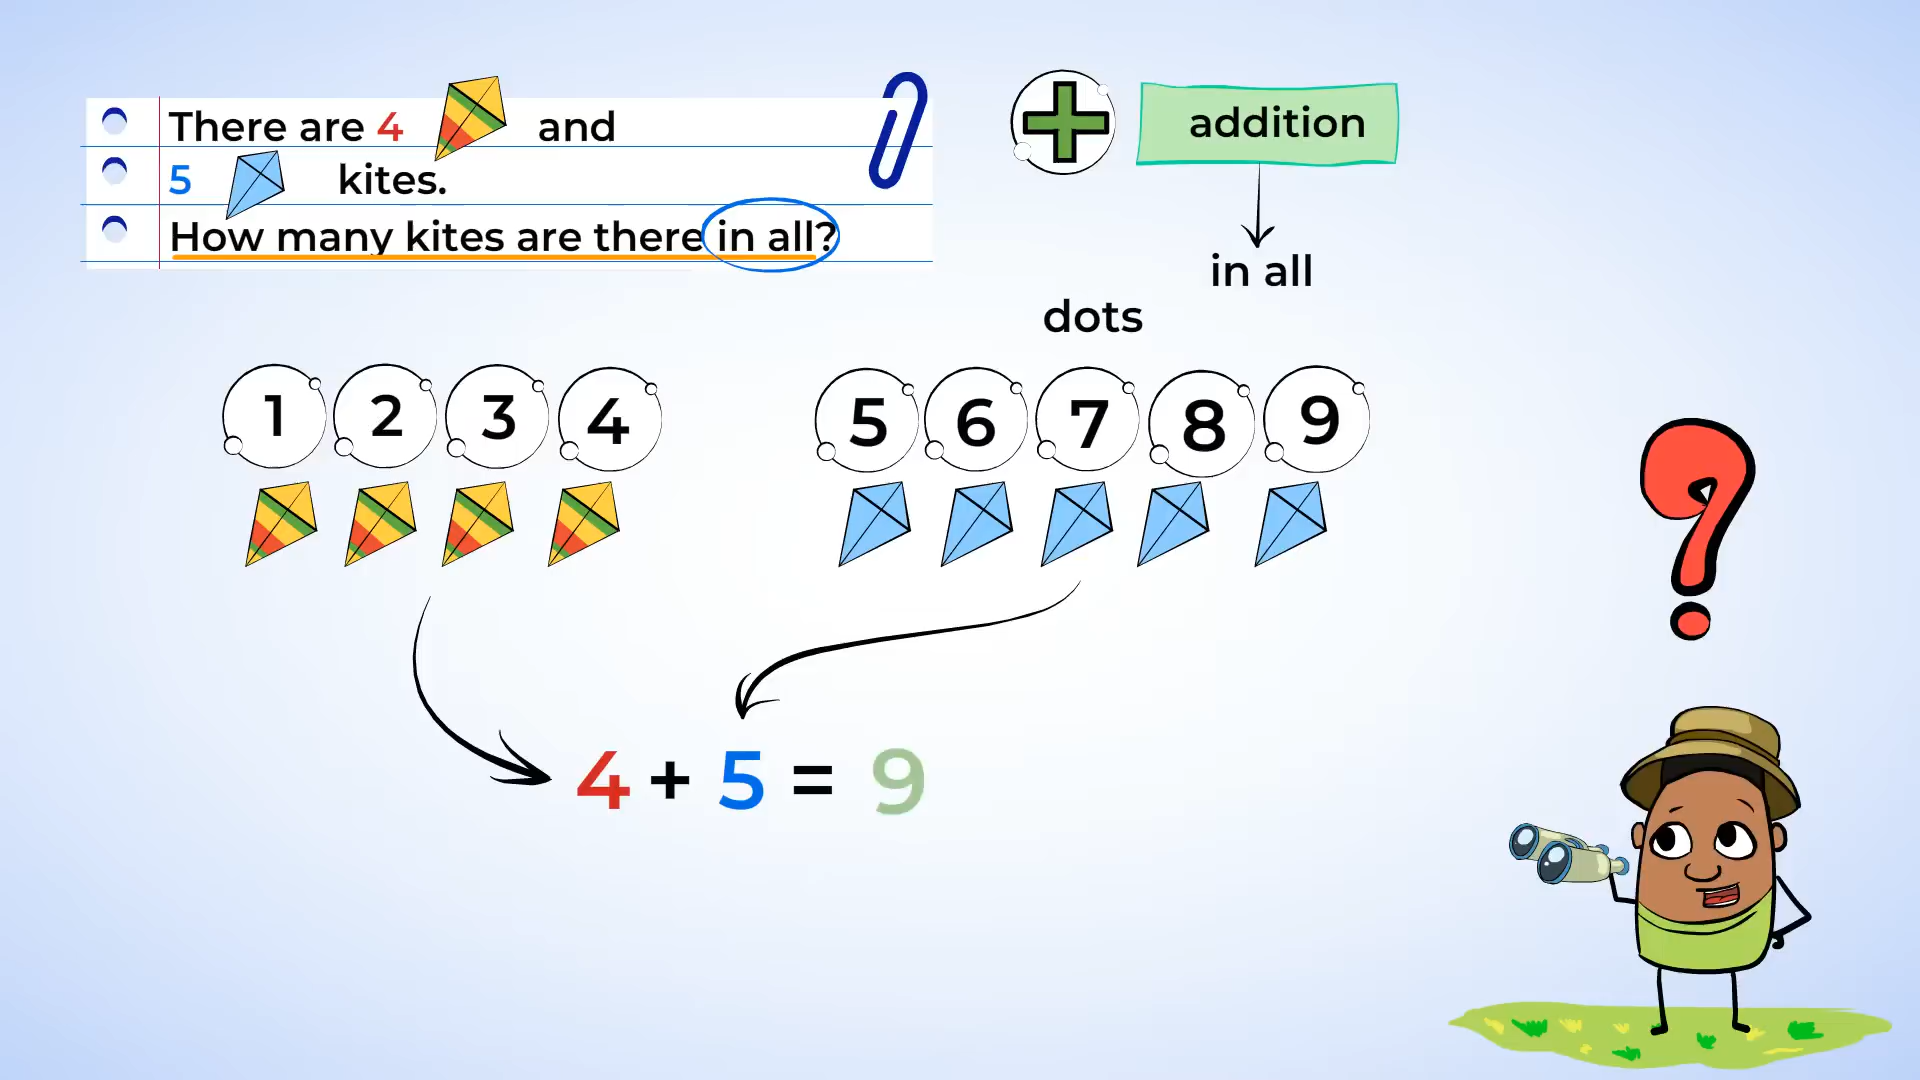 There are 4 and
5 kites.
How many kites are there in all?
addition
in all
dots
1 2 3 4 5 6 7 8 9
4 + 5 = 9
?